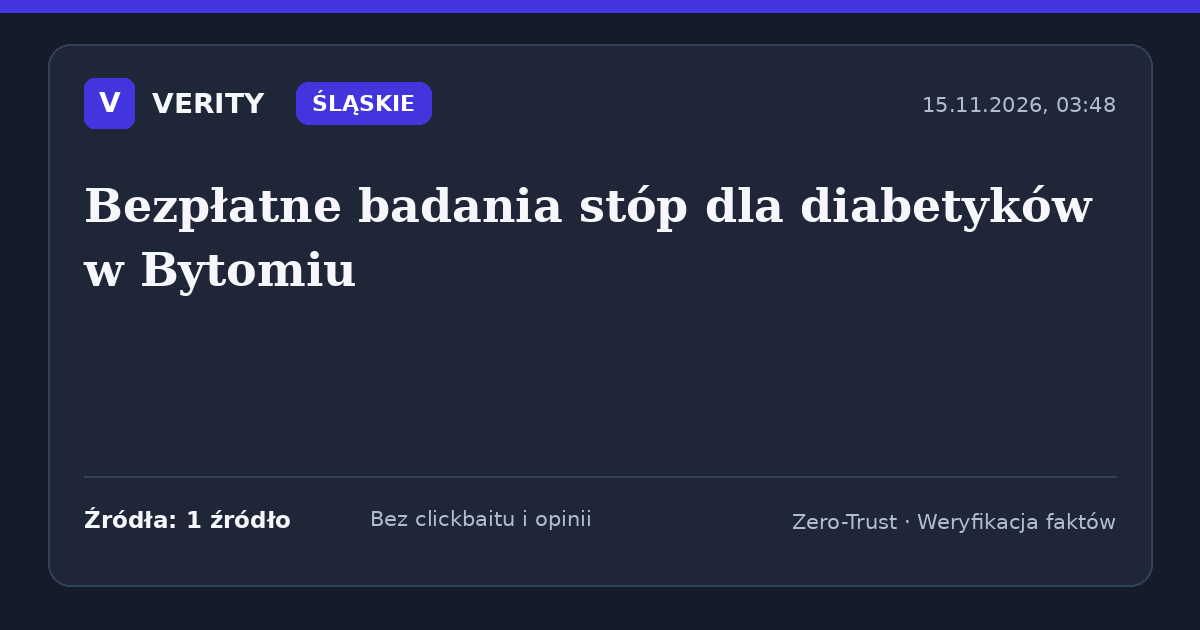 V VERITY ŚLĄSKIE 15.11.2026, 03:48
Bezpłatne badania stóp dla diabetyków
w Bytomiu
Źródła: 1 źródło Bez clickbaitu i opinii Zero-Trust · Weryfikacja faktów